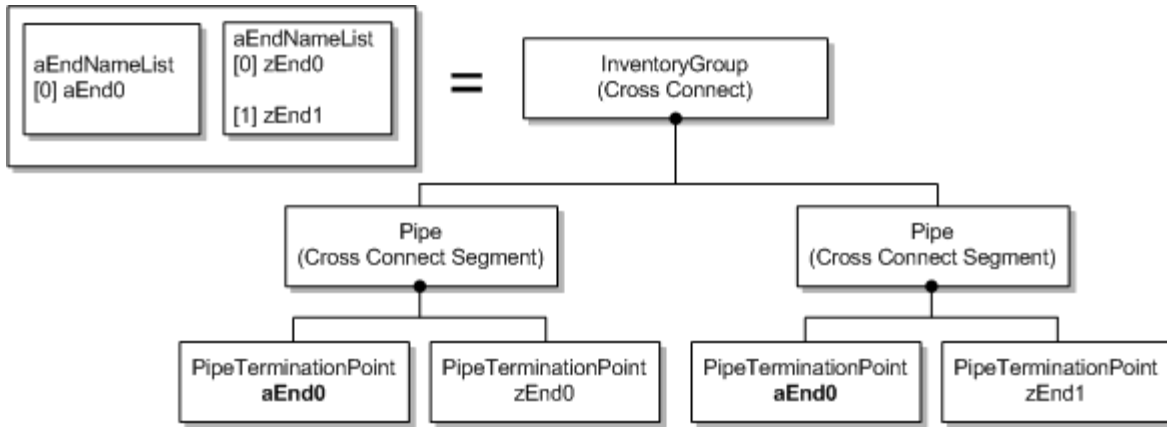 aEndNameList
[0] aEnd0
aEndNameList
[0] zEnd0
[1] zEnd1
=
InventoryGroup
(Cross Connect)
Pipe
(Cross Connect Segment)
Pipe
(Cross Connect Segment)
PipeTerminationPoint
aEnd0
PipeTerminationPoint
zEnd0
PipeTerminationPoint
aEnd0
PipeTerminationPoint
zEnd1